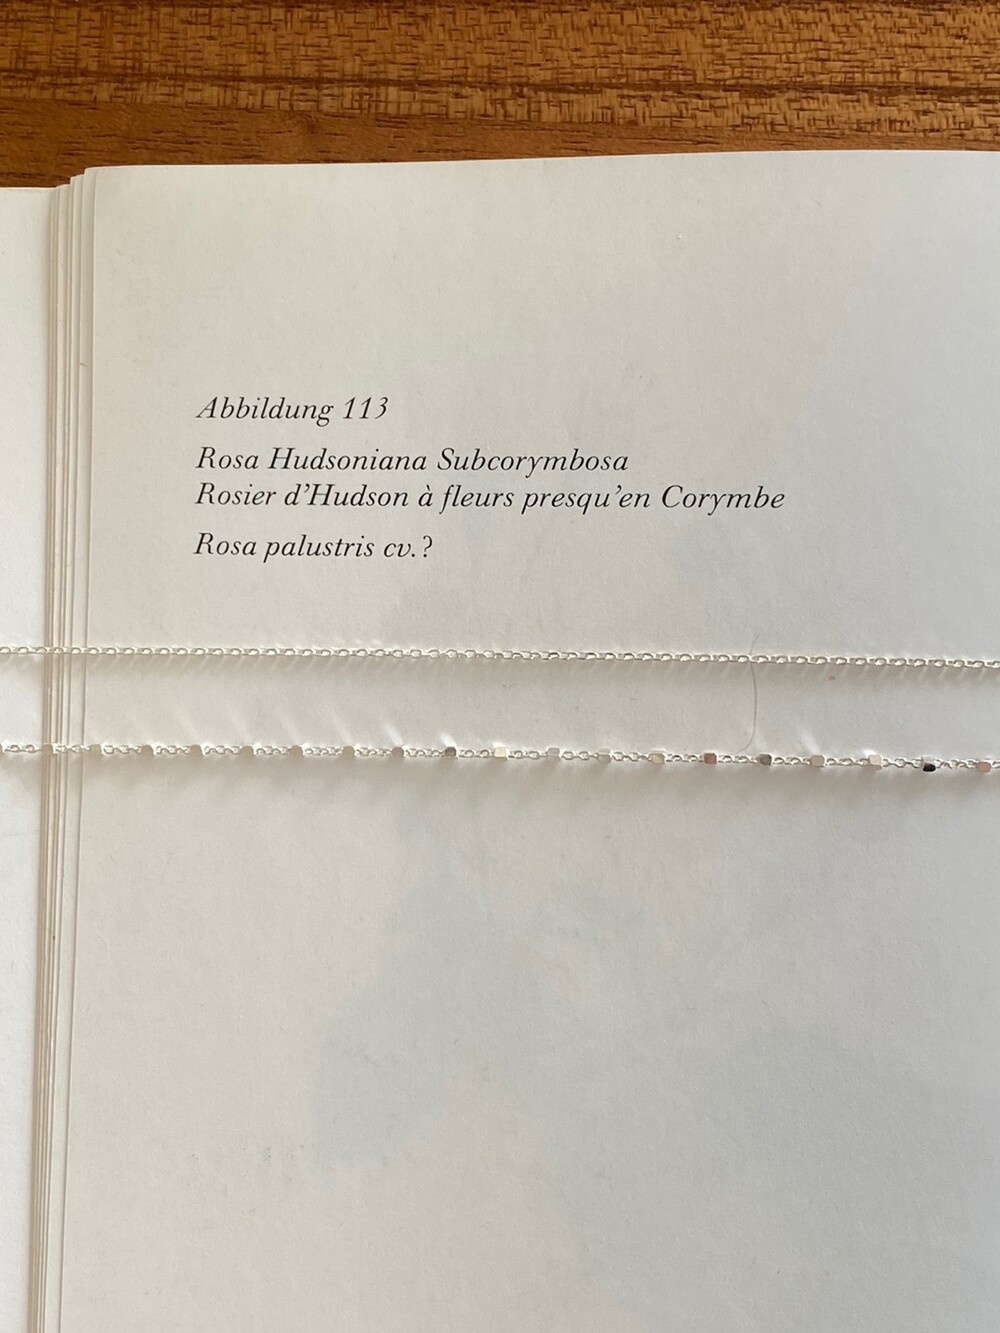 Abbildung 113
Rosa Hudsoniana Subcorymbosa
Rosier d’Hudson à fleurs presqu’en Corymbe
Rosa palustris cv.?